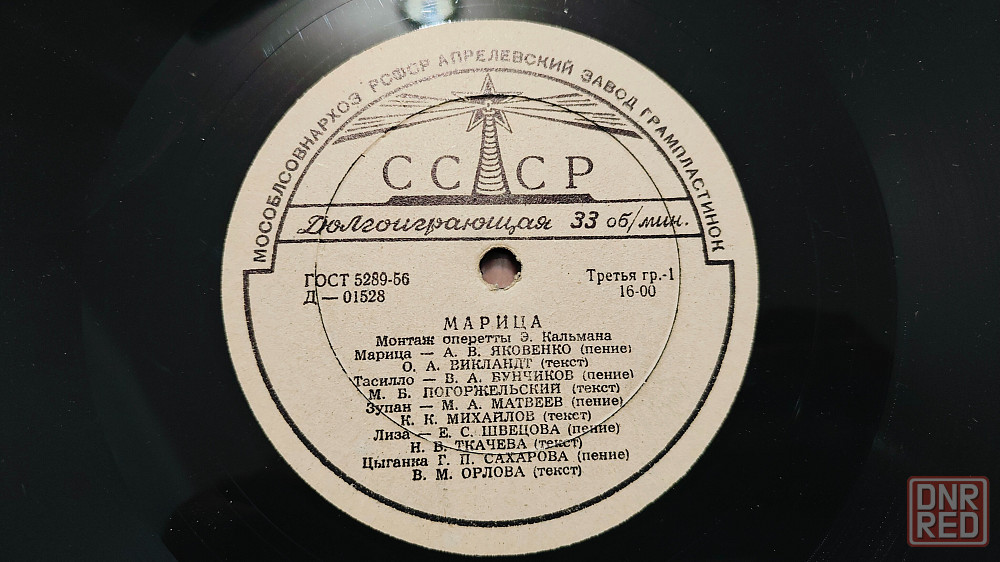 МОСОБЛСОВНАРХОЗ РСФСР АПРЕЛЕВСКИЙ ЗАВОД ГРАМПЛАСТИНОК
СССР
Долгоиграющая 33 об/мин.
ГОСТ 5289-56
Д — 01528
Третья гр.-1
16-00
МАРИЦА
Монтаж оперетты Э. Кальмана
Марица — А. В. ЯКОВЕНКО (пение)
О. А. ВИКЛАНДТ (текст)
Тасилло — В. А. БУНЧИКОВ (пение)
М. Б. ПОГОРЖЕЛЬСКИЙ (текст)
Зупан — М. А. МАТВЕЕВ (пение)
К. К. МИХАЙЛОВ (текст)
Лиза — Е. С. ШВЕЦОВА (пение)
Н. В. ТКАЧЕВА (текст)
Цыганка Г. П. САХАРОВА (пение)
В. М. ОРЛОВА (текст)
DNR
RED